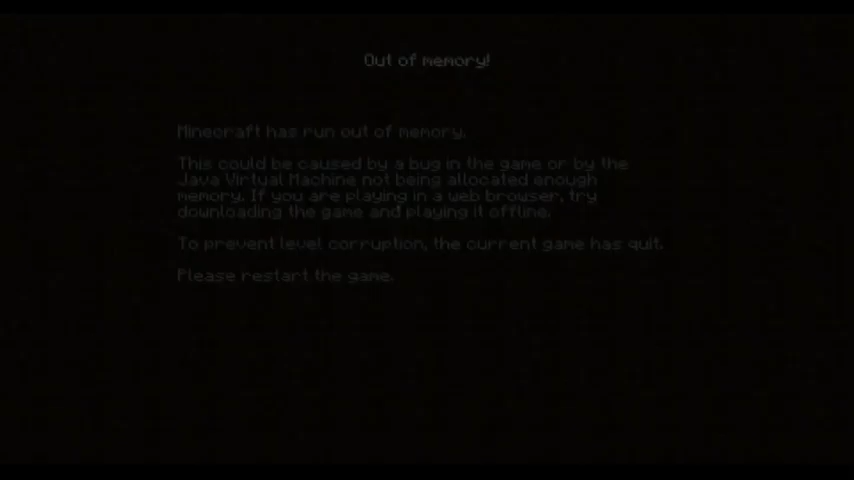 Out of memory!
Minecraft has run out of memory.
This could be caused by a bug in the game or by the
Java Virtual Machine not being allocated enough
memory. If you are playing in a web browser, try
downloading the game and playing it offline.
To prevent level corruption, the current game has quit.
Please restart the game.